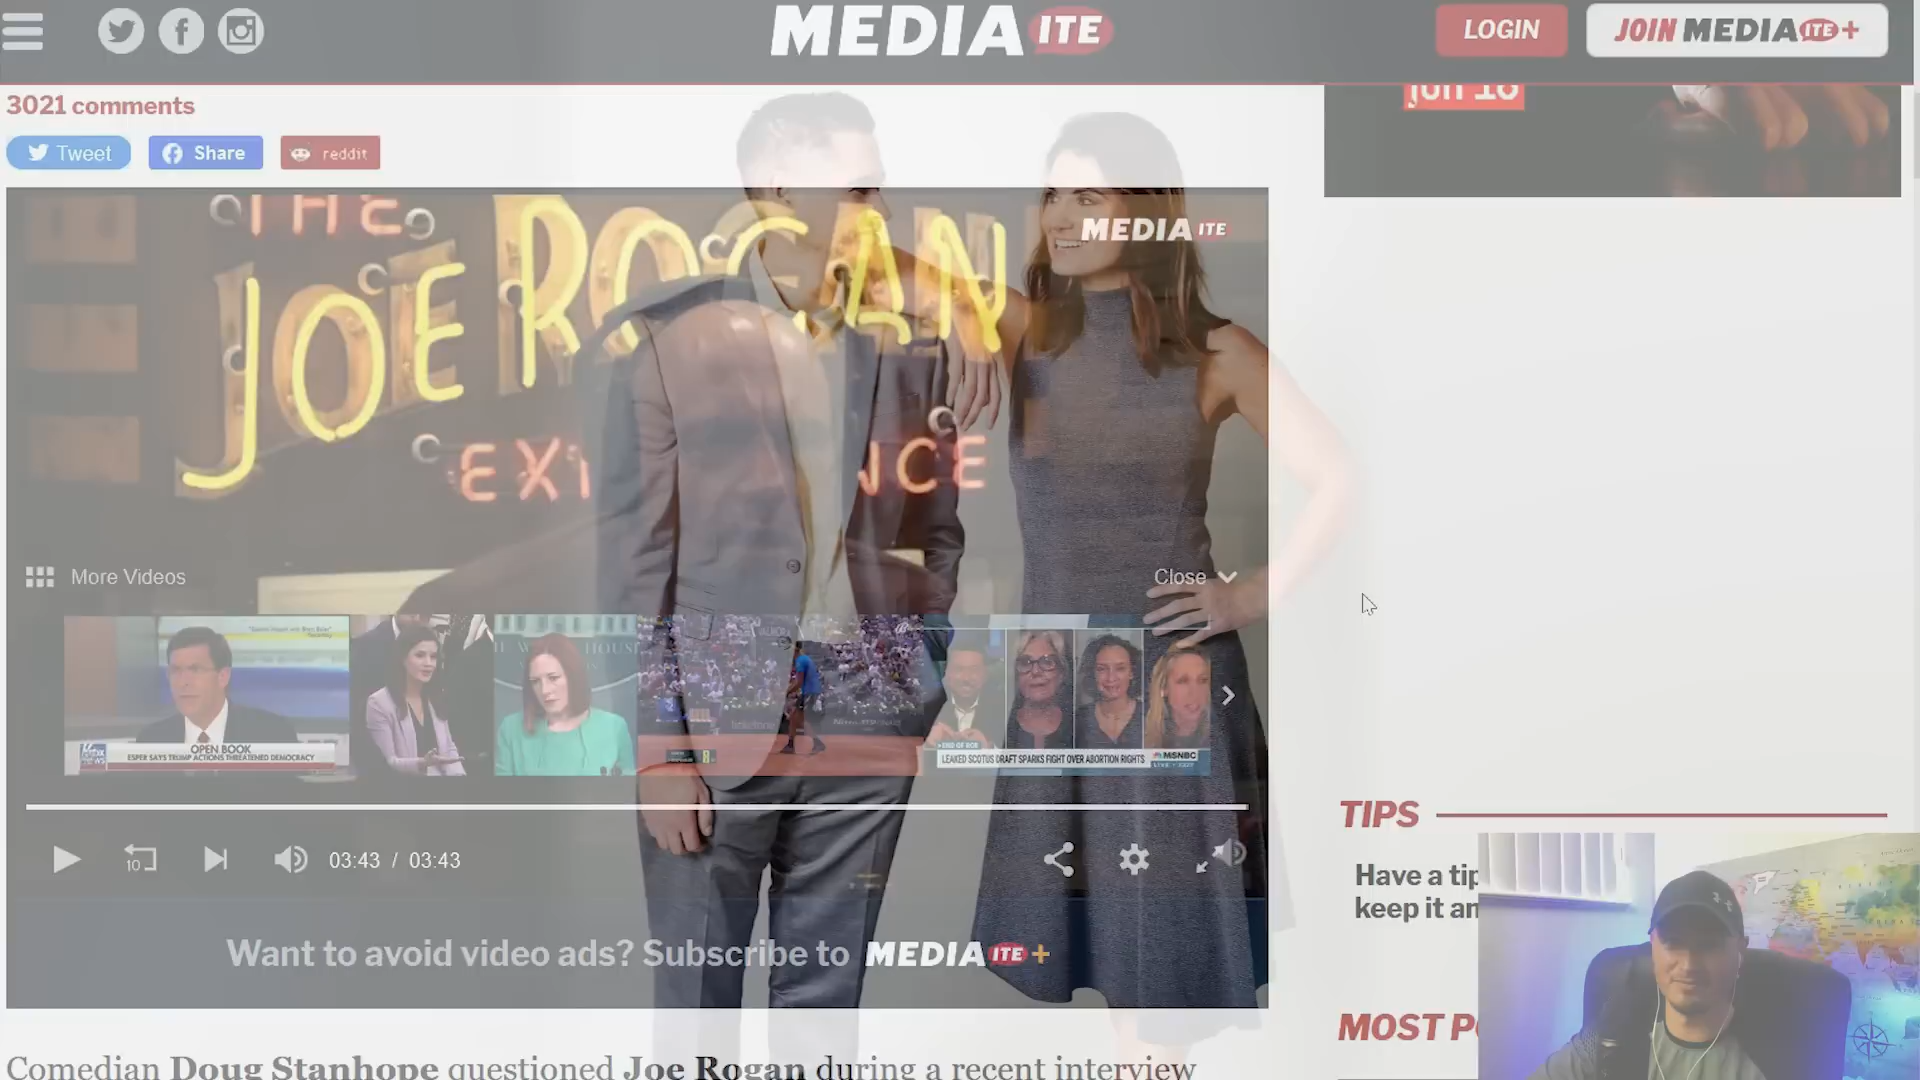 MEDIA ITE
LOGIN
JOIN MEDIA ITE +
3021 comments
Jun 16
Tweet
Share
reddit
THE
JOE ROGAN
MEDIA ITE
More Videos
Close
OPEN BOOK
ESPER SAYS TRUMP ACTIONS THREATENED DEMOCRACY
LEAKED SCOTUS DRAFT SPARKS FIGHT OVER ABORTION RIGHTS
MSNBC
10
03:43 / 03:43
Want to avoid video ads? Subscribe to MEDIA ITE +
TIPS
Have a tip
keep it
MOST
Comedian Doug Stanhope questioned Joe Rogan during a recent interview